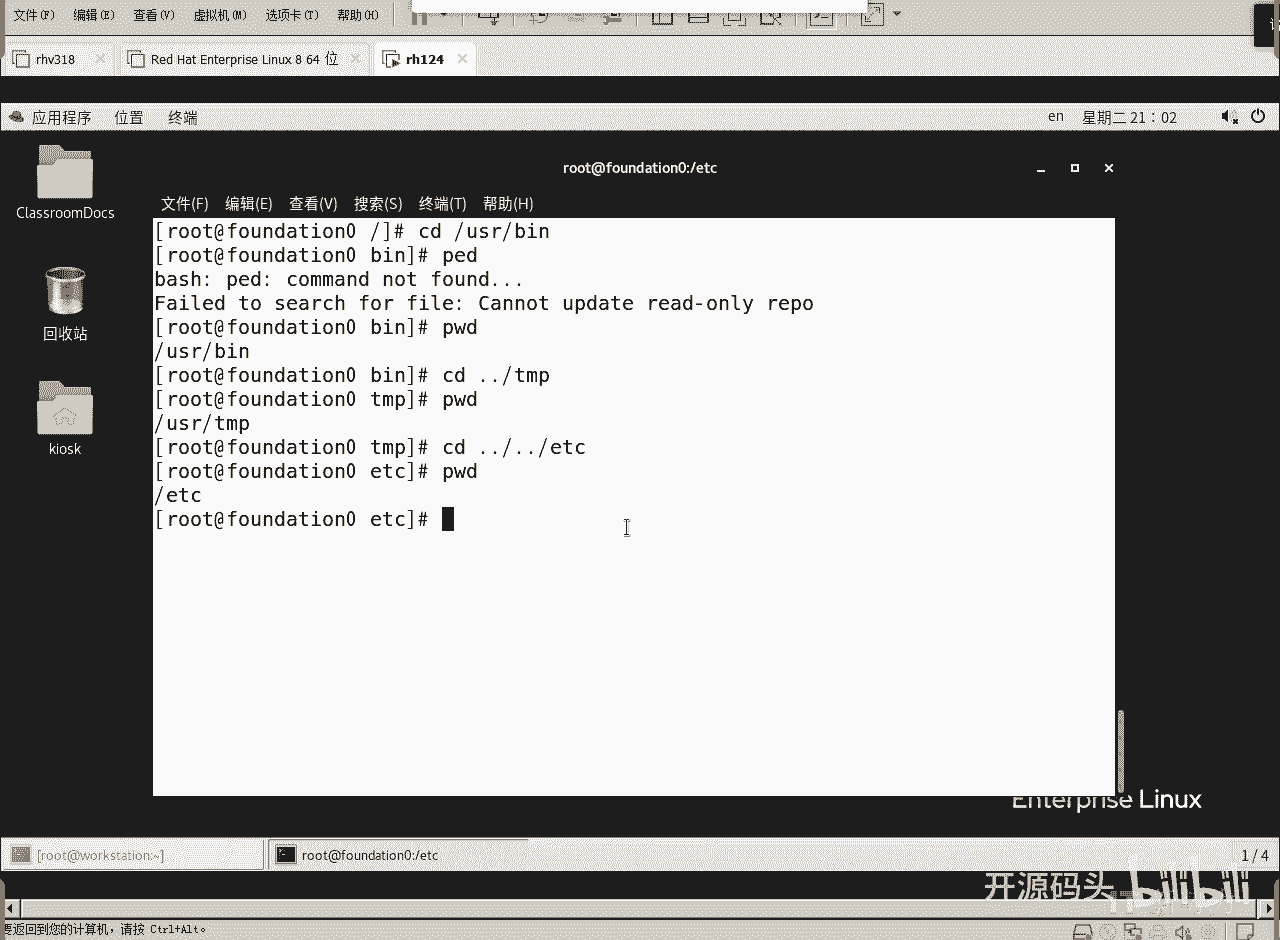 文件(F) 编辑(E) 查看(V) 虚拟机(M) 选项卡(T) 帮助(H)
rhv318 Red Hat Enterprise Linux 8 64 位 rh124
应用程序 位置 终端 en 星期二 21：02
ClassroomDocs
回收站
kiosk
root@foundation0:/etc
文件(F) 编辑(E) 查看(V) 搜索(S) 终端(T) 帮助(H)
[root@foundation0 /]# cd /usr/bin
[root@foundation0 bin]# ped
bash: ped: command not found...
Failed to search for file: Cannot update read-only repo
[root@foundation0 bin]# pwd
/usr/bin
[root@foundation0 bin]# cd ../tmp
[root@foundation0 tmp]# pwd
/usr/tmp
[root@foundation0 tmp]# cd ../../etc
[root@foundation0 etc]# pwd
/etc
[root@foundation0 etc]#
Enterprise Linux
[root@workstation:~] root@foundation0:/etc 1 / 4
开源码头 bilibili
要返回到您的计算机，请按 Ctrl+Alt。